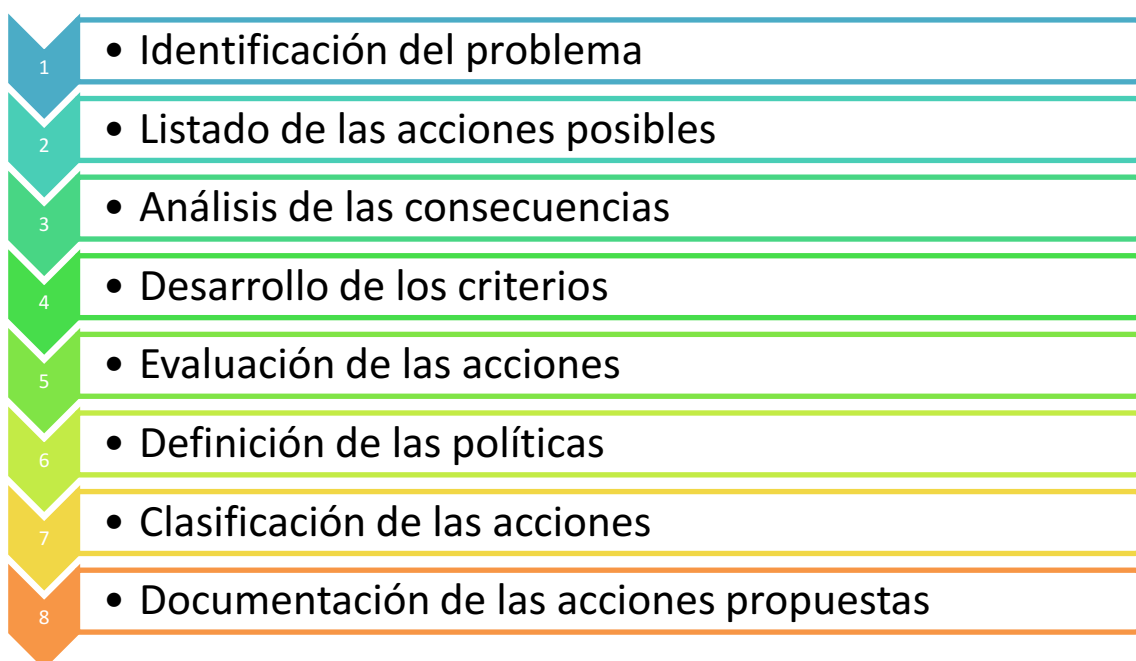 1 • Identificación del problema
2 • Listado de las acciones posibles
3 • Análisis de las consecuencias
4 • Desarrollo de los criterios
5 • Evaluación de las acciones
6 • Definición de las políticas
7 • Clasificación de las acciones
8 • Documentación de las acciones propuestas